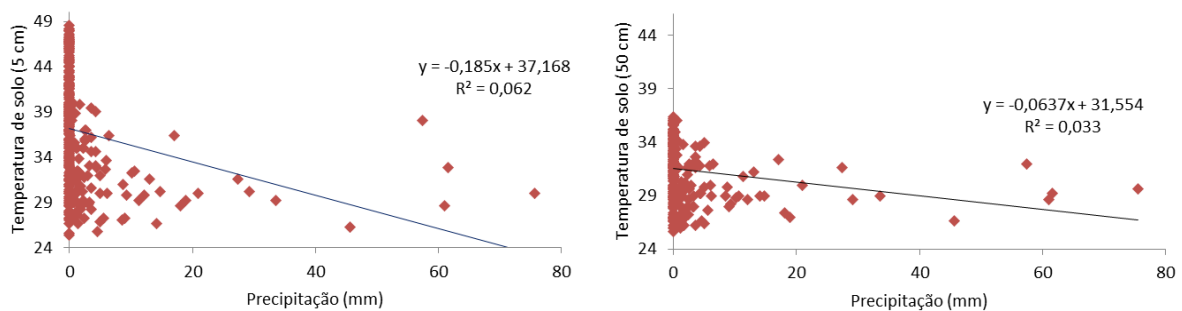 Temperatura de solo (5 cm)
49
44
39
34
29
24
0
20
40
60
80
Precipitação (mm)
y = -0,185x + 37,168
R² = 0,062
Temperatura de solo (50 cm)
44
39
34
29
24
0
20
40
60
80
Precipitação (mm)
y = -0,0637x + 31,554
R² = 0,033